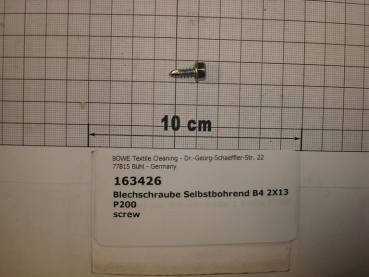 10 cm
BÖWE Textile Cleaning - Dr.-Georg-Schaeffler-Str. 22
77815 Bühl - Germany
163426
Blechschraube Selbstbohrend B4 2X13
P200
screw